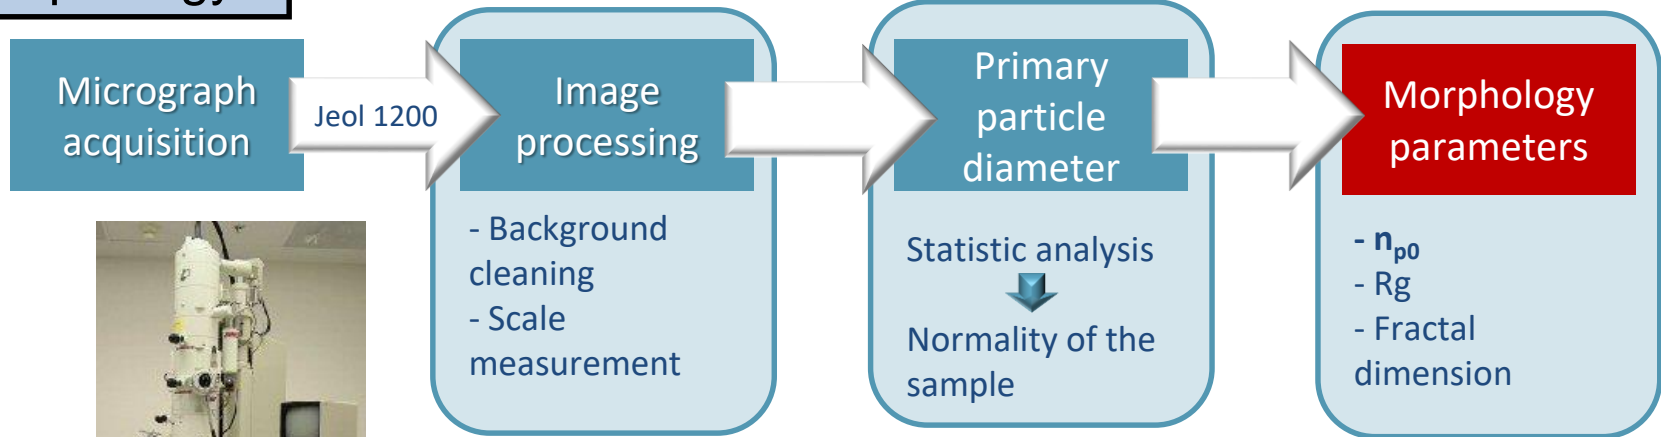 Micrograph
acquisition
Jeol 1200
Image
processing
- Background
cleaning
- Scale
measurement
Primary
particle
diameter
Statistic analysis
Normality of the
sample
Morphology
parameters
- n_p0
- Rg
- Fractal
dimension